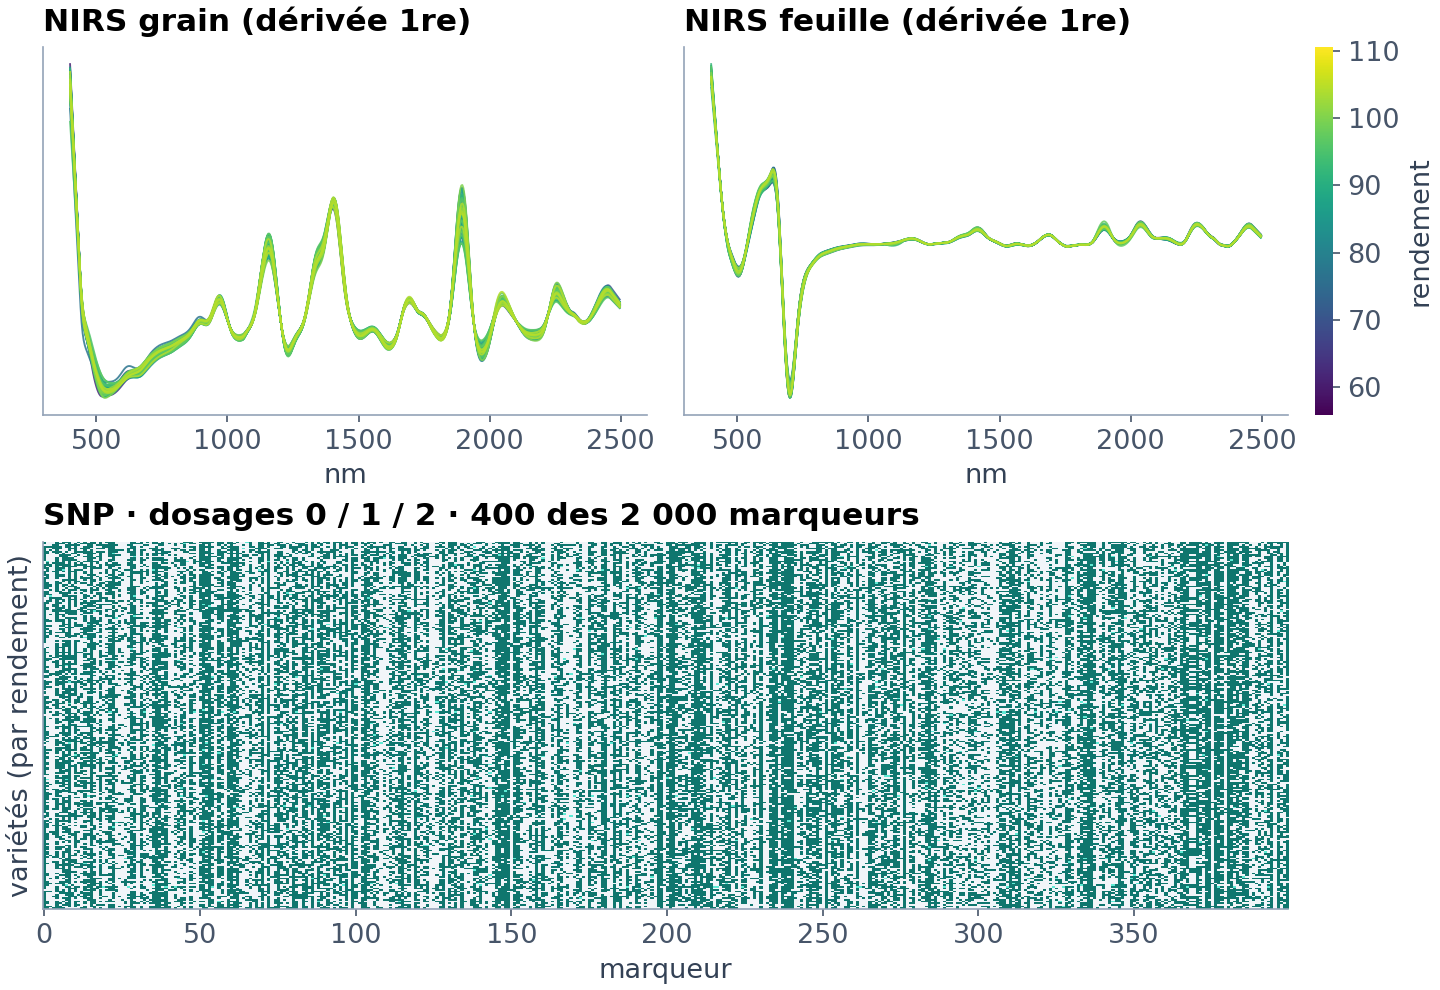 NIRS grain (dérivée 1re)
NIRS feuille (dérivée 1re)
500 1000 1500 2000 2500
nm
500 1000 1500 2000 2500
nm
110
100
90
80
70
60
rendement
SNP · dosages 0 / 1 / 2 · 400 des 2 000 marqueurs
variétés (par rendement)
0 50 100 150 200 250 300 350
marqueur